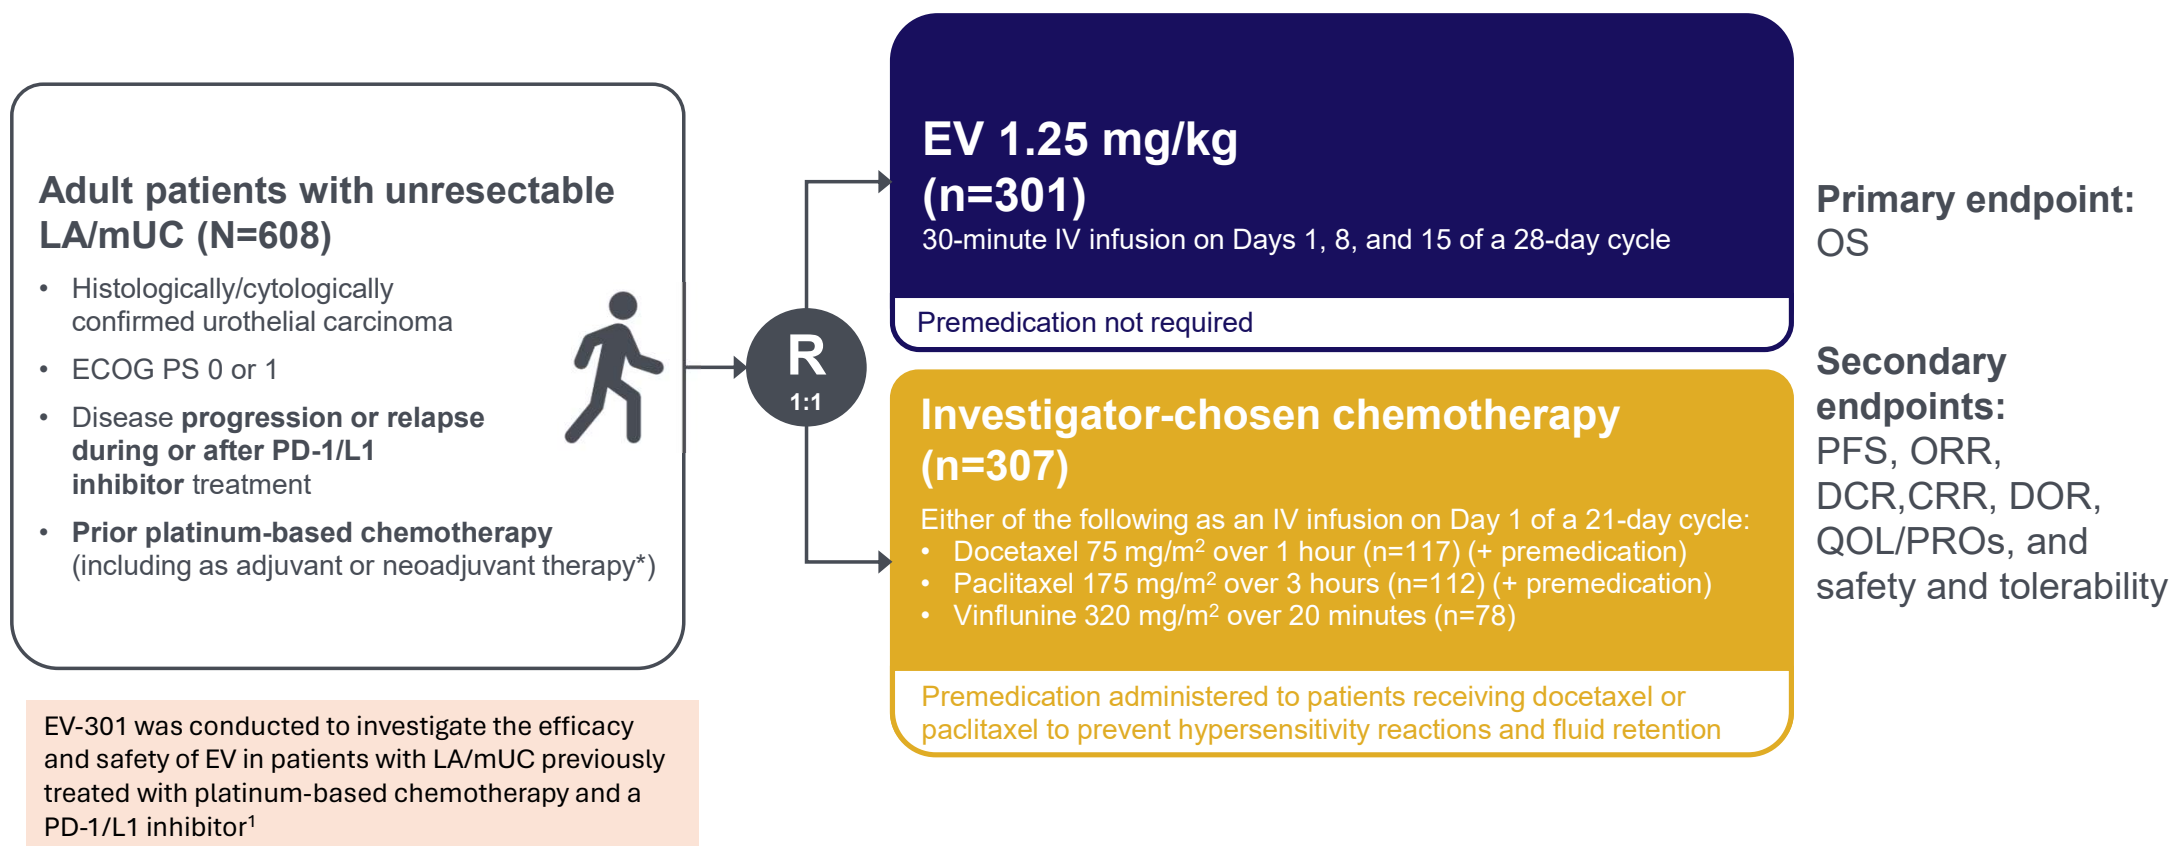 Adult patients with unresectable
LA/mUC (N=608)
• Histologically/cytologically
confirmed urothelial carcinoma
• ECOG PS 0 or 1
• Disease progression or relapse
during or after PD-1/L1
inhibitor treatment
• Prior platinum-based chemotherapy
(including as adjuvant or neoadjuvant therapy*)
EV-301 was conducted to investigate the efficacy
and safety of EV in patients with LA/mUC previously
treated with platinum-based chemotherapy and a
PD-1/L1 inhibitor¹
R
1:1
EV 1.25 mg/kg
(n=301)
30-minute IV infusion on Days 1, 8, and 15 of a 28-day cycle
Premedication not required
Investigator-chosen chemotherapy
(n=307)
Either of the following as an IV infusion on Day 1 of a 21-day cycle:
• Docetaxel 75 mg/m² over 1 hour (n=117) (+ premedication)
• Paclitaxel 175 mg/m² over 3 hours (n=112) (+ premedication)
• Vinflunine 320 mg/m² over 20 minutes (n=78)
Premedication administered to patients receiving docetaxel or
paclitaxel to prevent hypersensitivity reactions and fluid retention
Primary endpoint:
OS
Secondary
endpoints:
PFS, ORR,
DCR,CRR, DOR,
QOL/PROs, and
safety and tolerability